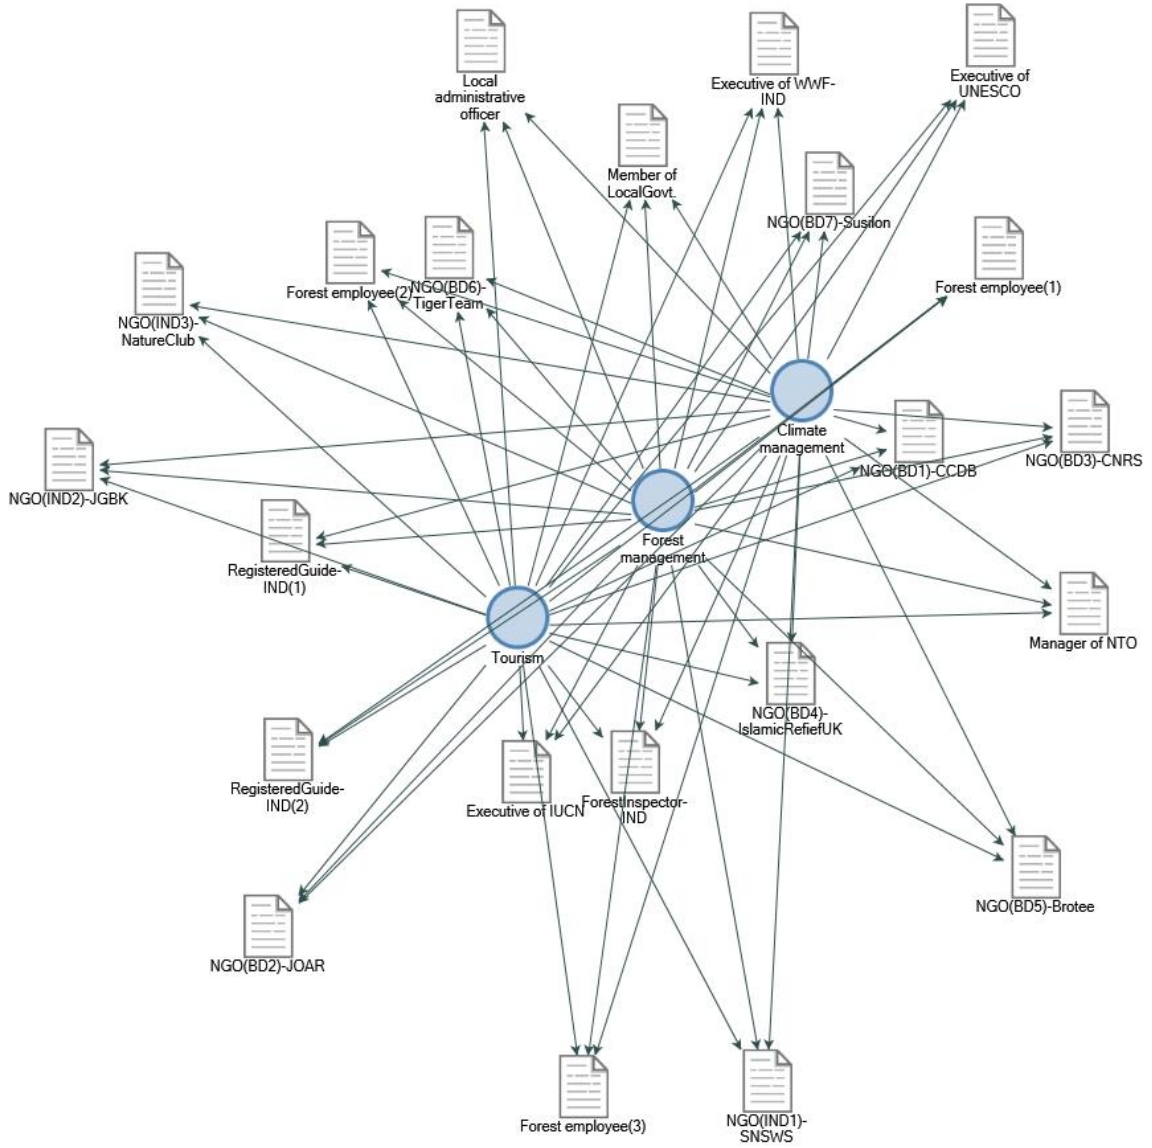 Local
administrative
officer
Executive of WWF-
IND
Executive of
UNESCO
Member of
LocalGovt.
NGO(BD7)-Susilon
Forest employee(2)
NGO(BD6)-
TigerTeam
Forest employee(1)
NGO(IND3)-
NatureClub
Climate
management
NGO(BD1)-CCDB
NGO(BD3)-CNRS
NGO(IND2)-JGBK
Forest
management
RegisteredGuide-
IND(1)
Manager of NTO
Tourism
NGO(BD4)-
IslamicRefiefUK
RegisteredGuide-
IND(2)
Executive of IUCN
ForestInspector-
IND
NGO(BD5)-Brotee
NGO(BD2)-JOAR
Forest employee(3)
NGO(IND1)-
SNSWS